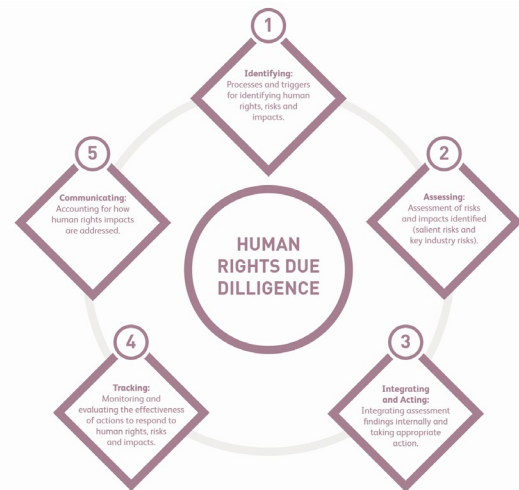 1
Identifying:
Processes and triggers
for identifying human
rights, risks and
impacts.
2
Assessing:
Assessment of risks
and impacts identified
(salient risks and
key industry risks).
3
Integrating
and Acting:
Integrating assessment
findings internally and
taking appropriate
action.
4
Tracking:
Monitoring and
evaluating the effectiveness
of actions to respond to
human rights, risks
and impacts.
5
Communicating:
Accounting for how
human rights impacts
are addressed.
HUMAN
RIGHTS DUE
DILLIGENCE